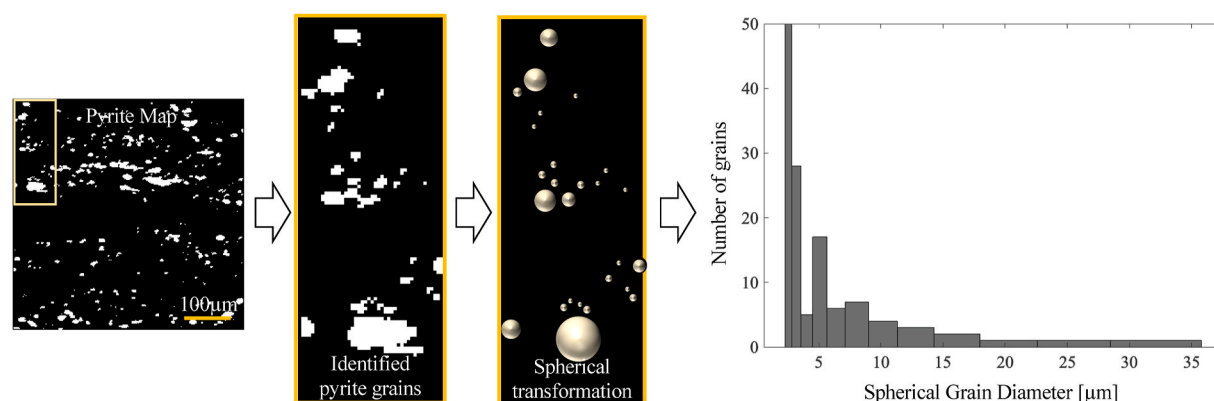 Pyrite Map
100μm
Identified
pyrite grains
Spherical
transformation
Number of grains
50
40
30
20
10
0
5
10
15
20
25
30
35
Spherical Grain Diameter [μm]